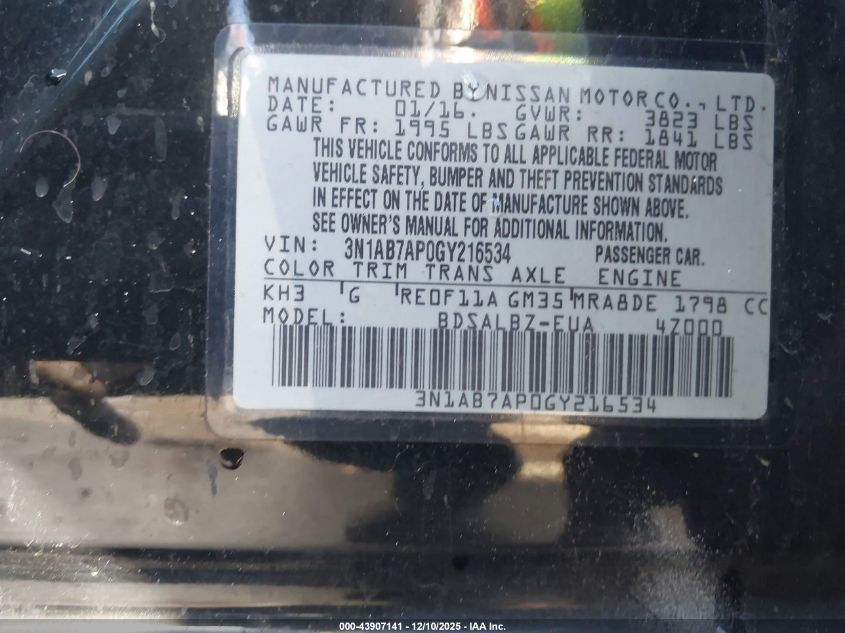 MANUFACTURED BY NISSAN MOTOR CO., LTD.
DATE: 01/16. GVWR: 3823 LBS
GAWR FR: 1995 LBS GAWR RR: 1841 LBS
THIS VEHICLE CONFORMS TO ALL APPLICABLE FEDERAL MOTOR
VEHICLE SAFETY, BUMPER AND THEFT PREVENTION STANDARDS
IN EFFECT ON THE DATE OF MANUFACTURE SHOWN ABOVE.
SEE OWNER'S MANUAL FOR ADDITIONAL INFORMATION.
VIN: 3N1AB7AP0GY216534 PASSENGER CAR.
COLOR TRIM TRANS AXLE ENGINE
KH3 G RE0F11A GM35 MRA8DE 1798 CC
MODEL: BDSALBZ-EUA 4Z000
3N1AB7AP0GY216534
000-43907141 - 12/10/2025 - IAA Inc.